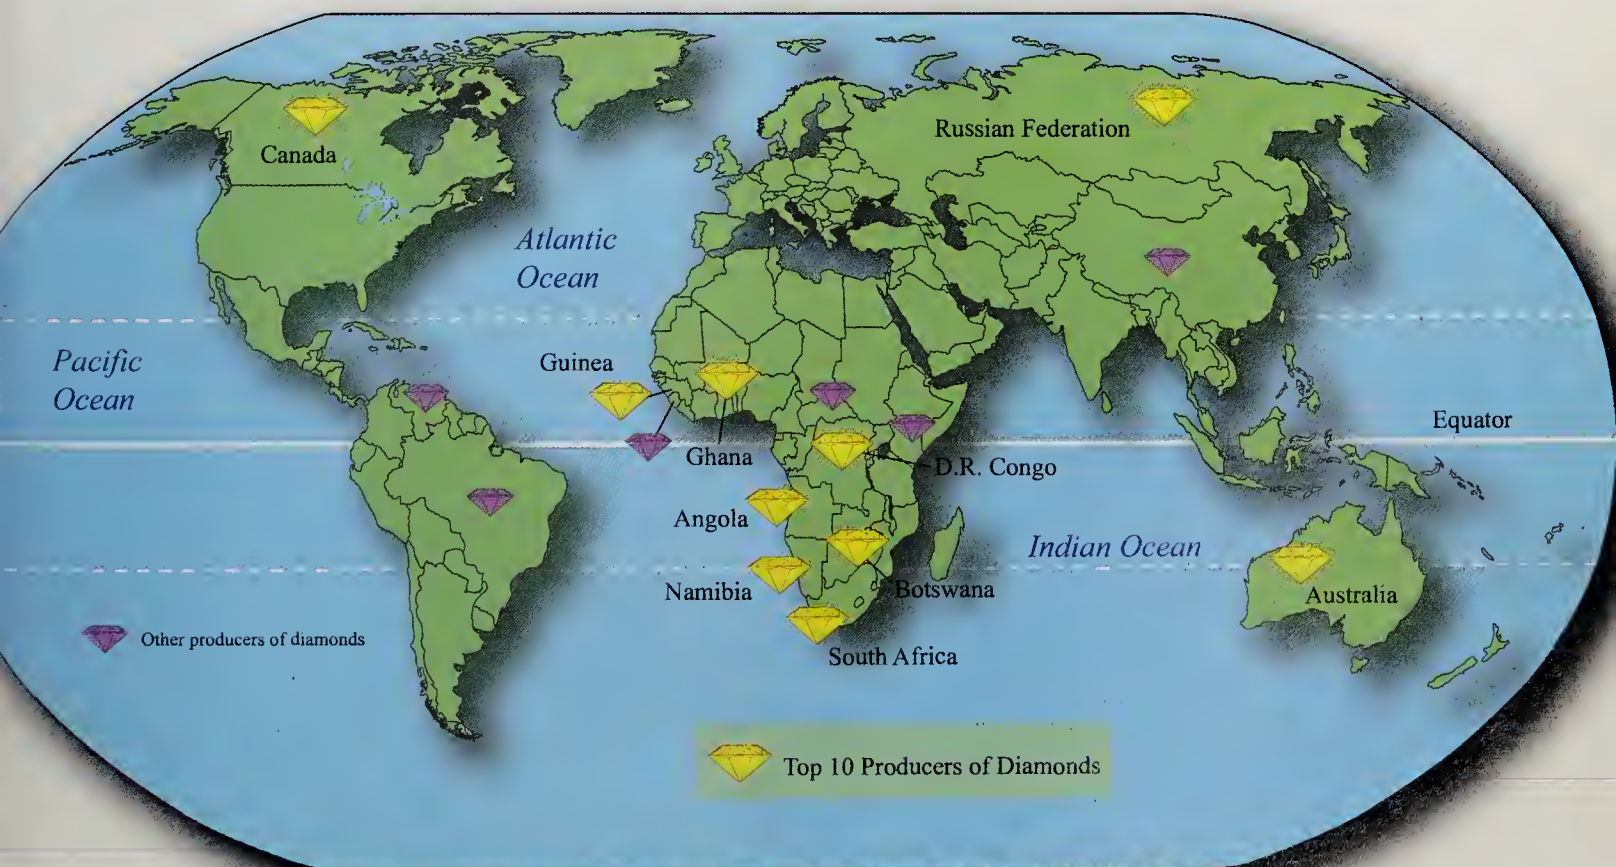 Canada
Russian Federation
Atlantic
Ocean
Pacific
Ocean
Guinea
Equator
Ghana
D.R. Congo
Angola
Indian Ocean
Namibia
Botswana
Australia
Other producers of diamonds
South Africa
Top 10 Producers of Diamonds